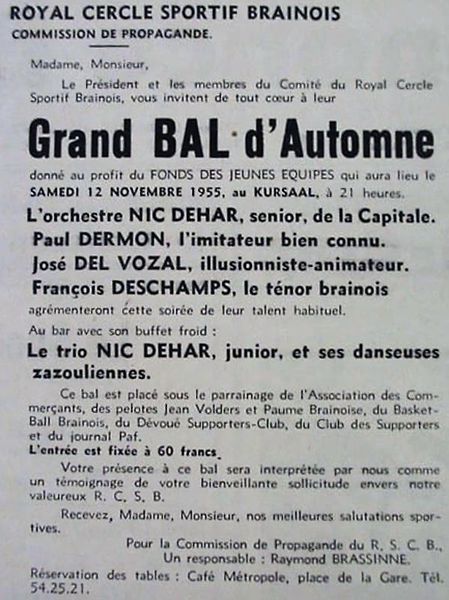 ROYAL CERCLE SPORTIF BRAINOIS
COMMISSION DE PROPAGANDE.
Madame, Monsieur,
Le Président et les membres du Comité du Royal Cercle
Sportif Brainois, vous invitent de tout cœur à leur
Grand BAL d'Automne
donné au profit du FONDS DES JEUNES EQUIPES qui aura lieu le
SAMEDI 12 NOVEMBRE 1955, au KURSAAL, à 21 heures.
L'orchestre NIC DEHAR, senior, de la Capitale.
Paul DERMON, l'imitateur bien connu.
José DEL VOZAL, illusionniste-animateur.
François DESCHAMPS, le ténor brainois
agrémenteront cette soirée de leur talent habituel.
Au bar avec son buffet froid :
Le trio NIC DEHAR, junior, et ses danseuses
zazouliennes.
Ce bal est placé sous le parrainage de l'Association des Com-
merçants, des pelotes Jean Volders et Paume Brainoise, du Basket-
Ball Brainois, du Dévoué Supporters-Club, du Club des Supporters
et du journal Paf.
L'entrée est fixée à 60 francs.
Votre présence à ce bal sera interprétée par nous comme
un témoignage de votre bienveillante sollicitude envers notre
valeureux R. C. S. B.
Recevez, Madame, Monsieur, nos meilleures salutations spor-
tives.
Pour la Commission de Propagande du R. S. C. B.,
Un responsable : Raymond BRASSINNE.
Réservation des tables : Café Métropole, place de la Gare. Tél.
54.25.21.